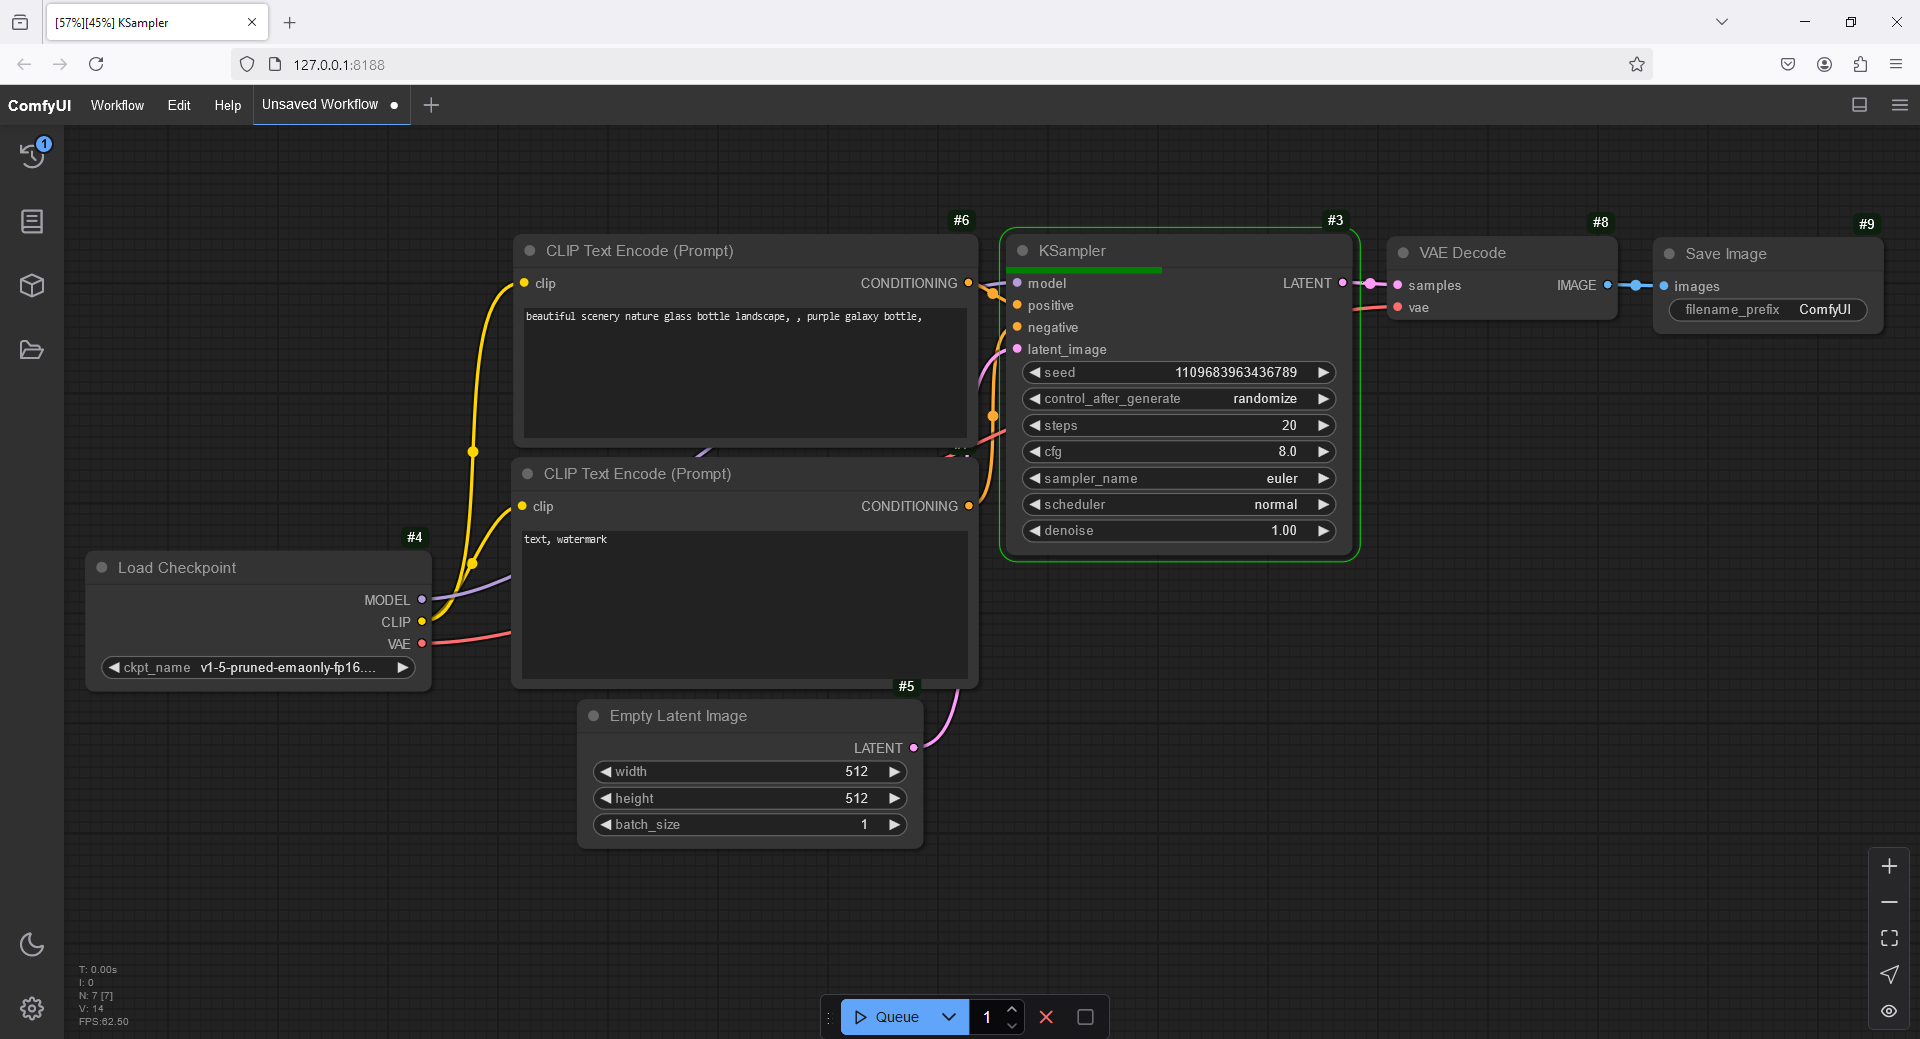 [57%][45%] KSampler
127.0.0.1:8188
ComfyUI Workflow Edit Help Unsaved Workflow
1
#6
CLIP Text Encode (Prompt)
clip CONDITIONING
beautiful scenery nature glass bottle landscape, , purple galaxy bottle,
#3
KSampler
model LATENT
positive
negative
latent_image
seed 1109683963436789
control_after_generate randomize
steps 20
cfg 8.0
sampler_name euler
scheduler normal
denoise 1.00
#8
VAE Decode
samples IMAGE
vae
#9
Save Image
images
filename_prefix ComfyUI
CLIP Text Encode (Prompt)
clip CONDITIONING
text, watermark
#4
Load Checkpoint
MODEL
CLIP
VAE
ckpt_name v1-5-pruned-emaonly-fp16....
#5
Empty Latent Image
LATENT
width 512
height 512
batch_size 1
T: 0.00s
I: 0
N: 7 [7]
V: 14
FPS:62.50
Queue 1